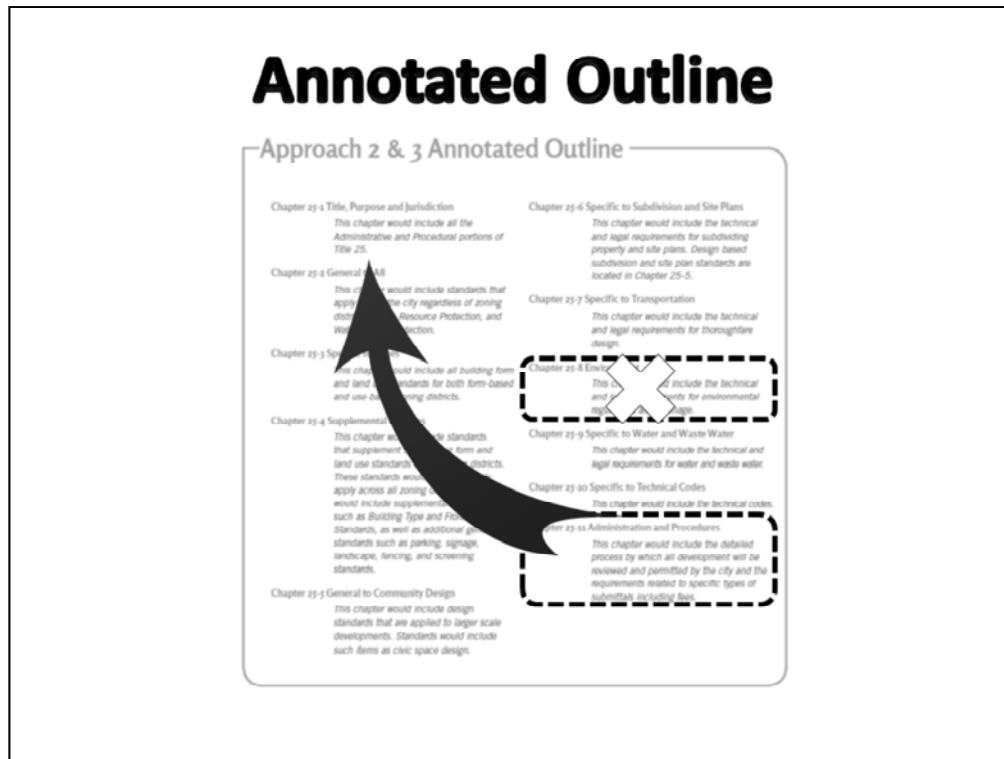 Annotated Outline
Approach 2 & 3 Annotated Outline
Chapter 25-1 Title, Purpose and Jurisdiction
This chapter would include all the
Administrative and Procedural portions of
Title 25.
Chapter 25-2 General All
This would include standards that
apply the city regardless of zoning
Resource Protection, and
Chapter 25-3
This would include all building form
and land standards for both form-based
and zoning districts.
Chapter 25-4 Supplemental
This chapter standards
that supplement form and
land use standards districts.
These standards
apply across all zoning
would include
such as Building Type and
Standards, as well as additional
standards such as parking, signage,
landscape, fencing, and screening
standards.
Chapter 25-5 General to Community Design
This chapter would include design
standards that are applied to larger scale
developments. Standards would include
such items as civic space design.
Chapter 25-6 Specific to Subdivision and Site Plans
This chapter would include the technical
and legal requirements for subdividing
property and site plans. Design based
subdivision and site plan standards are
located in Chapter 25-5.
Chapter 25-7 Specific to Transportation
This chapter would include the technical
and legal requirements for thoroughfare
design.
Chapter 25-8
This include the technical
and for environmental
Chapter 25-9 Specific to Water and Waste Water
This chapter would include the technical and
legal requirements for water and waste water.
Chapter 25-10 Specific to Technical Codes
This chapter would include the technical codes.
25-11 Administration and Procedures
This chapter would include the detailed
process by which all development will be
reviewed and permitted by the city and the
requirements related to specific types of
submittals including fees.